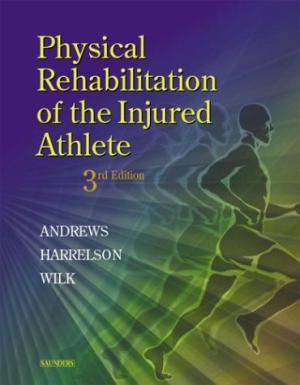 Physical
Rehabilitation
of the Injured
Athlete
3rd Edition
ANDREWS
HARRELSON
WILK
SAUNDERS